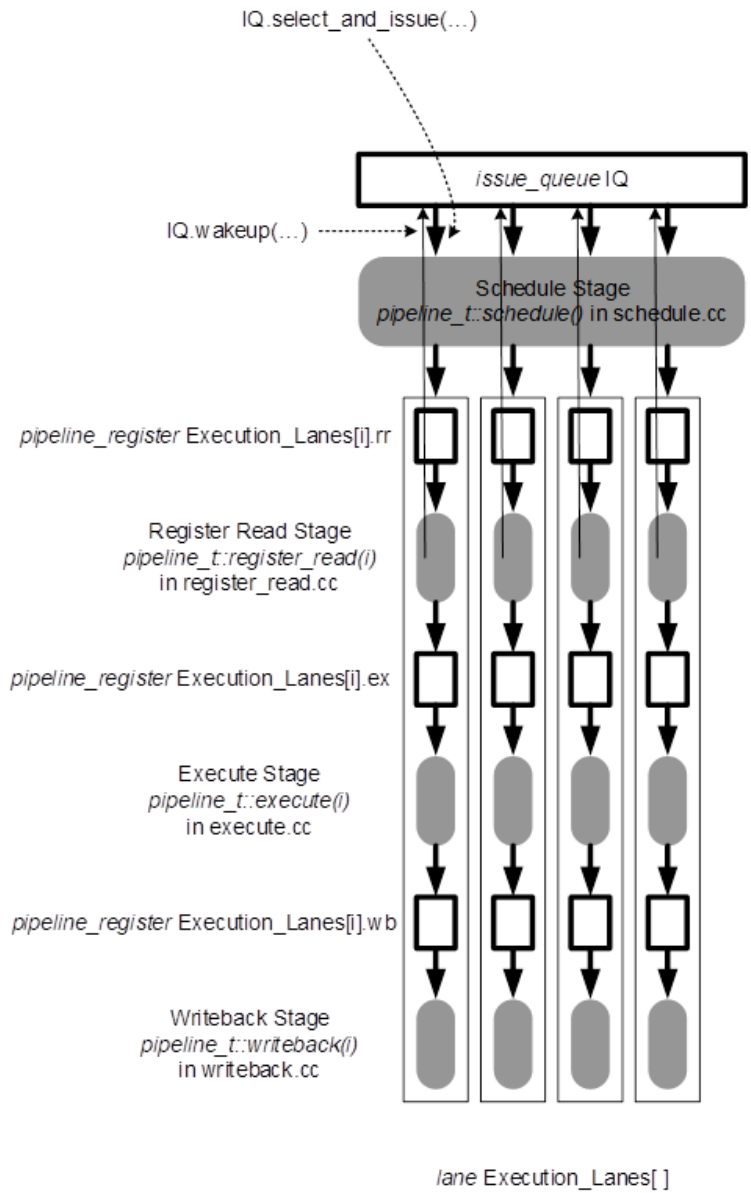 IQ.select_and_issue(...)
issue_queue IQ
IQ.wakeup(...)
Schedule Stage
pipeline_t::schedule() in schedule.cc
pipeline_register Execution_Lanes[i].rr
Register Read Stage
pipeline_t::register_read(i)
in register_read.cc
pipeline_register Execution_Lanes[i].ex
Execute Stage
pipeline_t::execute(i)
in execute.cc
pipeline_register Execution_Lanes[i].wb
Writeback Stage
pipeline_t::writeback(i)
in writeback.cc
lane Execution_Lanes[ ]